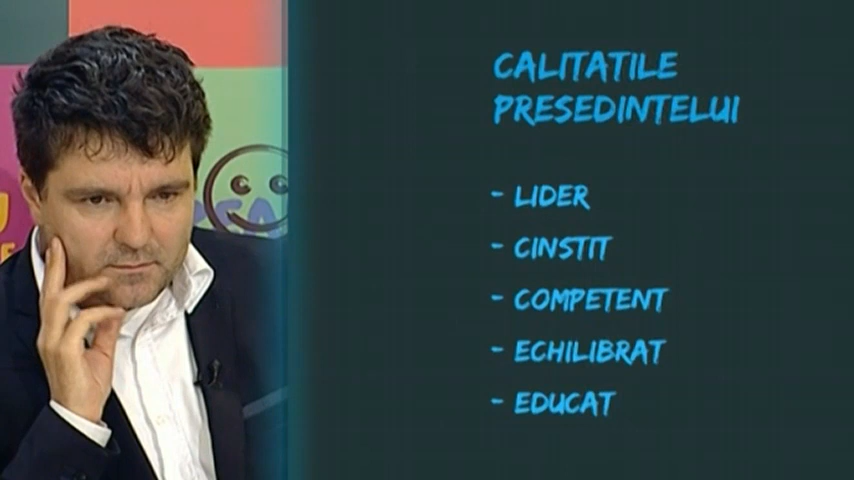 CALITATILE
PRESEDINTELUI
- LIDER
- CINSTIT
- COMPETENT
- ECHILIBRAT
- EDUCAT